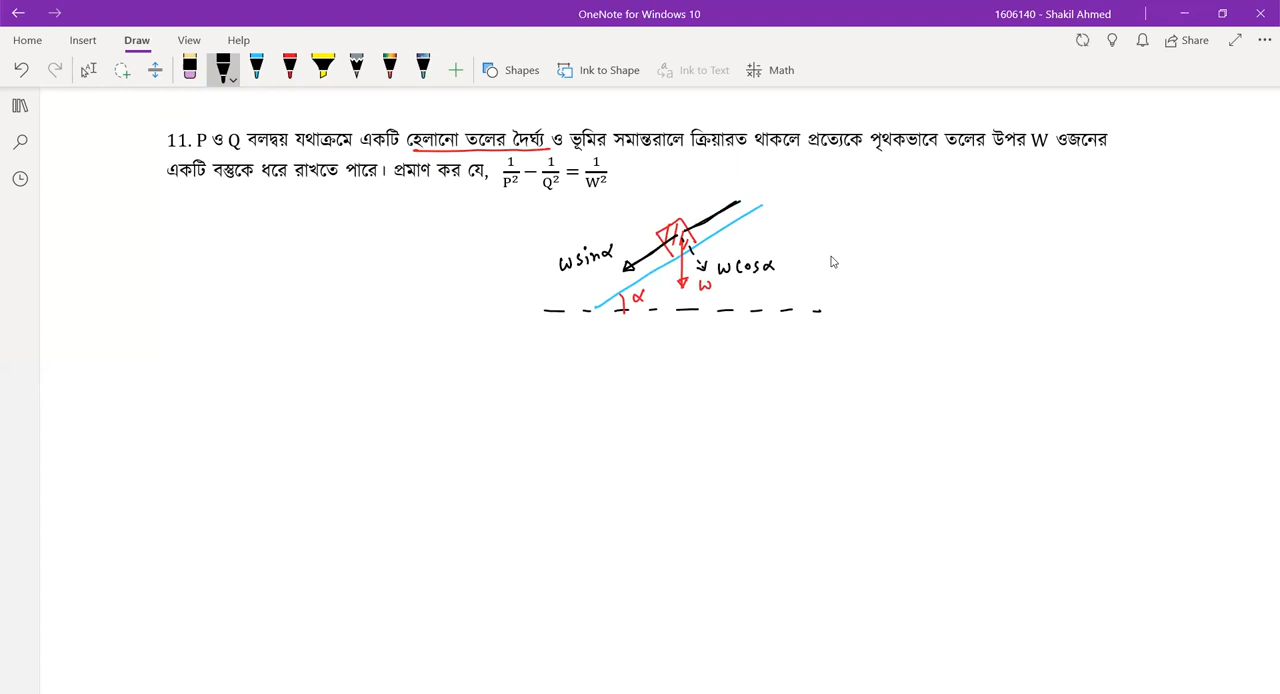 OneNote for Windows 10
1606140 - Shakil Ahmed
Home Insert Draw View Help
Share
Shapes Ink to Shape Ink to Text Math
11. P ও Q বলদ্বয় যথাক্রমে একটি হেলানো তলের দৈর্ঘ্য ও ভূমির সমান্তরালে ক্রিয়ারত থাকলে প্রত্যেকে পৃথকভাবে তলের উপর W ওজনের
একটি বস্তুকে ধরে রাখতে পারে। প্রমাণ কর যে, 1/P² − 1/Q² = 1/W²
w sinα
w cosα
w
α